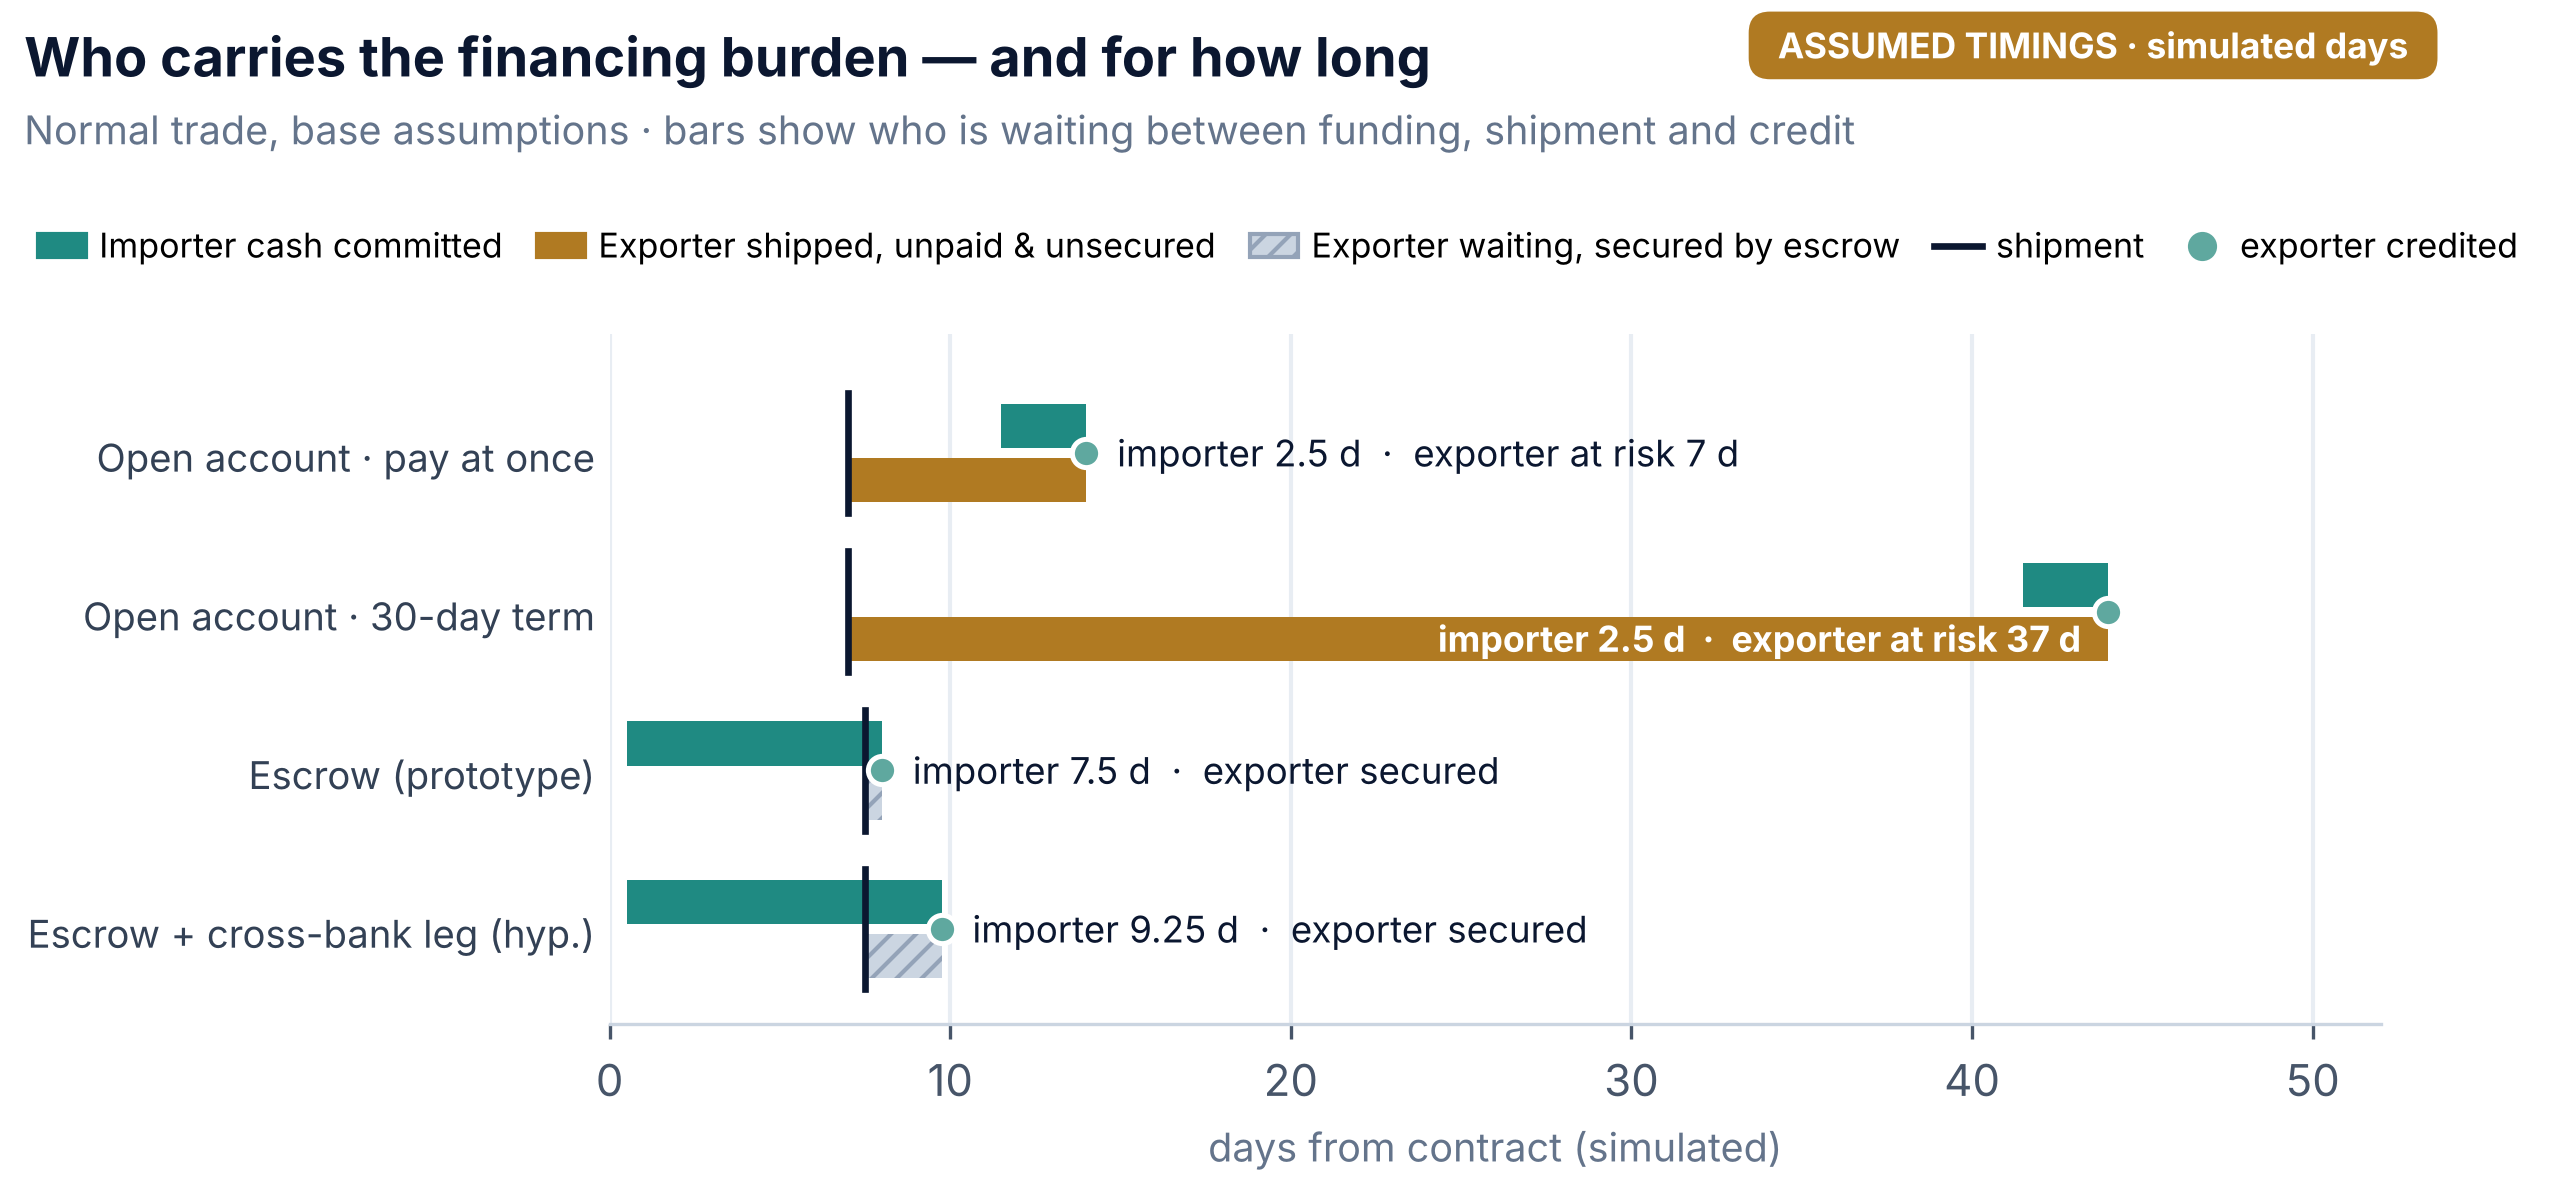 Who carries the financing burden — and for how long
ASSUMED TIMINGS · simulated days
Normal trade, base assumptions · bars show who is waiting between funding, shipment and credit
Importer cash committed
Exporter shipped, unpaid & unsecured
Exporter waiting, secured by escrow
shipment
exporter credited
Open account · pay at once
importer 2.5 d · exporter at risk 7 d
Open account · 30-day term
importer 2.5 d · exporter at risk 37 d
Escrow (prototype)
importer 7.5 d · exporter secured
Escrow + cross-bank leg (hyp.)
importer 9.25 d · exporter secured
0 10 20 30 40 50
days from contract (simulated)